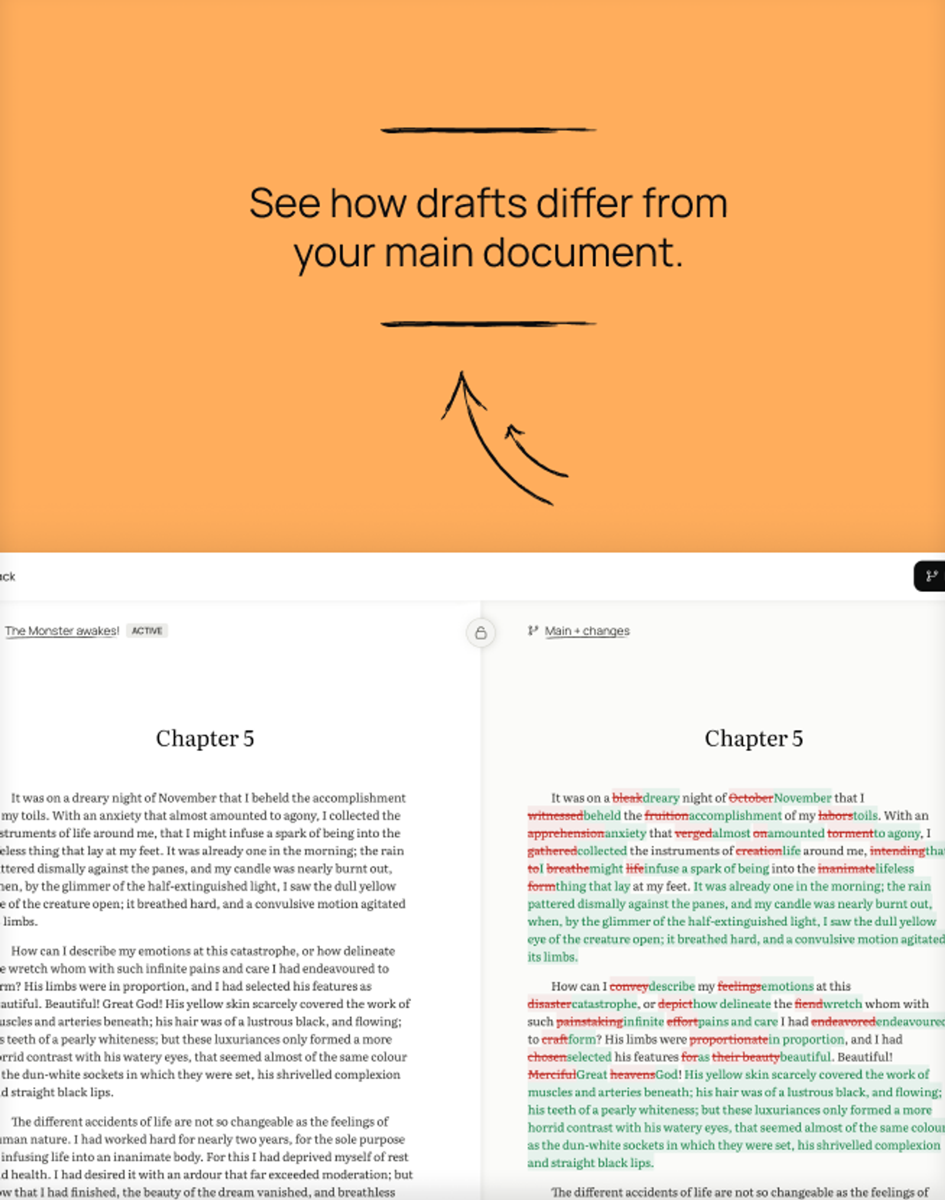 See how drafts differ from
your main document.
ack
The Monster awakes! ACTIVE
Main + changes
Chapter 5
It was on a dreary night of November that I beheld the accomplishment
my toils. With an anxiety that almost amounted to agony, I collected the
struments of life around me, that I might infuse a spark of being into the
eless thing that lay at my feet. It was already one in the morning; the rain
ttered dismally against the panes, and my candle was nearly burnt out,
hen, by the glimmer of the half-extinguished light, I saw the dull yellow
e of the creature open; it breathed hard, and a convulsive motion agitated
limbs.
How can I describe my emotions at this catastrophe, or how delineate
e wretch whom with such infinite pains and care I had endeavoured to
rm? His limbs were in proportion, and I had selected his features as
autiful. Beautiful! Great God! His yellow skin scarcely covered the work of
uscles and arteries beneath; his hair was of a lustrous black, and flowing;
s teeth of a pearly whiteness; but these luxuriances only formed a more
orrid contrast with his watery eyes, that seemed almost of the same colour
the dun-white sockets in which they were set, his shrivelled complexion
d straight black lips.
The different accidents of life are not so changeable as the feelings of
man nature. I had worked hard for nearly two years, for the sole purpose
infusing life into an inanimate body. For this I had deprived myself of rest
d health. I had desired it with an ardour that far exceeded moderation; but
w that I had finished, the beauty of the dream vanished, and breathless
Chapter 5
It was on a bleakdreary night of OctoberNovember that I
witnessedbeheld the fruitionaccomplishment of my laborstoils. With an
apprehensionanxiety that vergedalmost onamounted tormentto agony, I
gatheredcollected the instruments of creationlife around me, intendingthat
toI breathemight lifeinfuse a spark of being into the inanimatelifeless
formthing that lay at my feet. It was already one in the morning; the rain
pattered dismally against the panes, and my candle was nearly burnt out,
when, by the glimmer of the half-extinguished light, I saw the dull yellow
eye of the creature open; it breathed hard, and a convulsive motion agitated
its limbs.
How can I conveydescribe my feelingsemotions at this
disastercatastrophe, or depicthow delineate the fiendwretch whom with
such painstakinginfinite effortpains and care I had endeavoredendeavoured
to craftform? His limbs were proportionatein proportion, and I had
chosenselected his features foras their beautybeautiful. Beautiful!
MercifulGreat heavensGod! His yellow skin scarcely covered the work of
muscles and arteries beneath; his hair was of a lustrous black, and flowing;
his teeth of a pearly whiteness; but these luxuriances only formed a more
horrid contrast with his watery eyes, that seemed almost of the same colour
as the dun-white sockets in which they were set, his shrivelled complexion
and straight black lips.
The different accidents of life are not so changeable as the feelings of